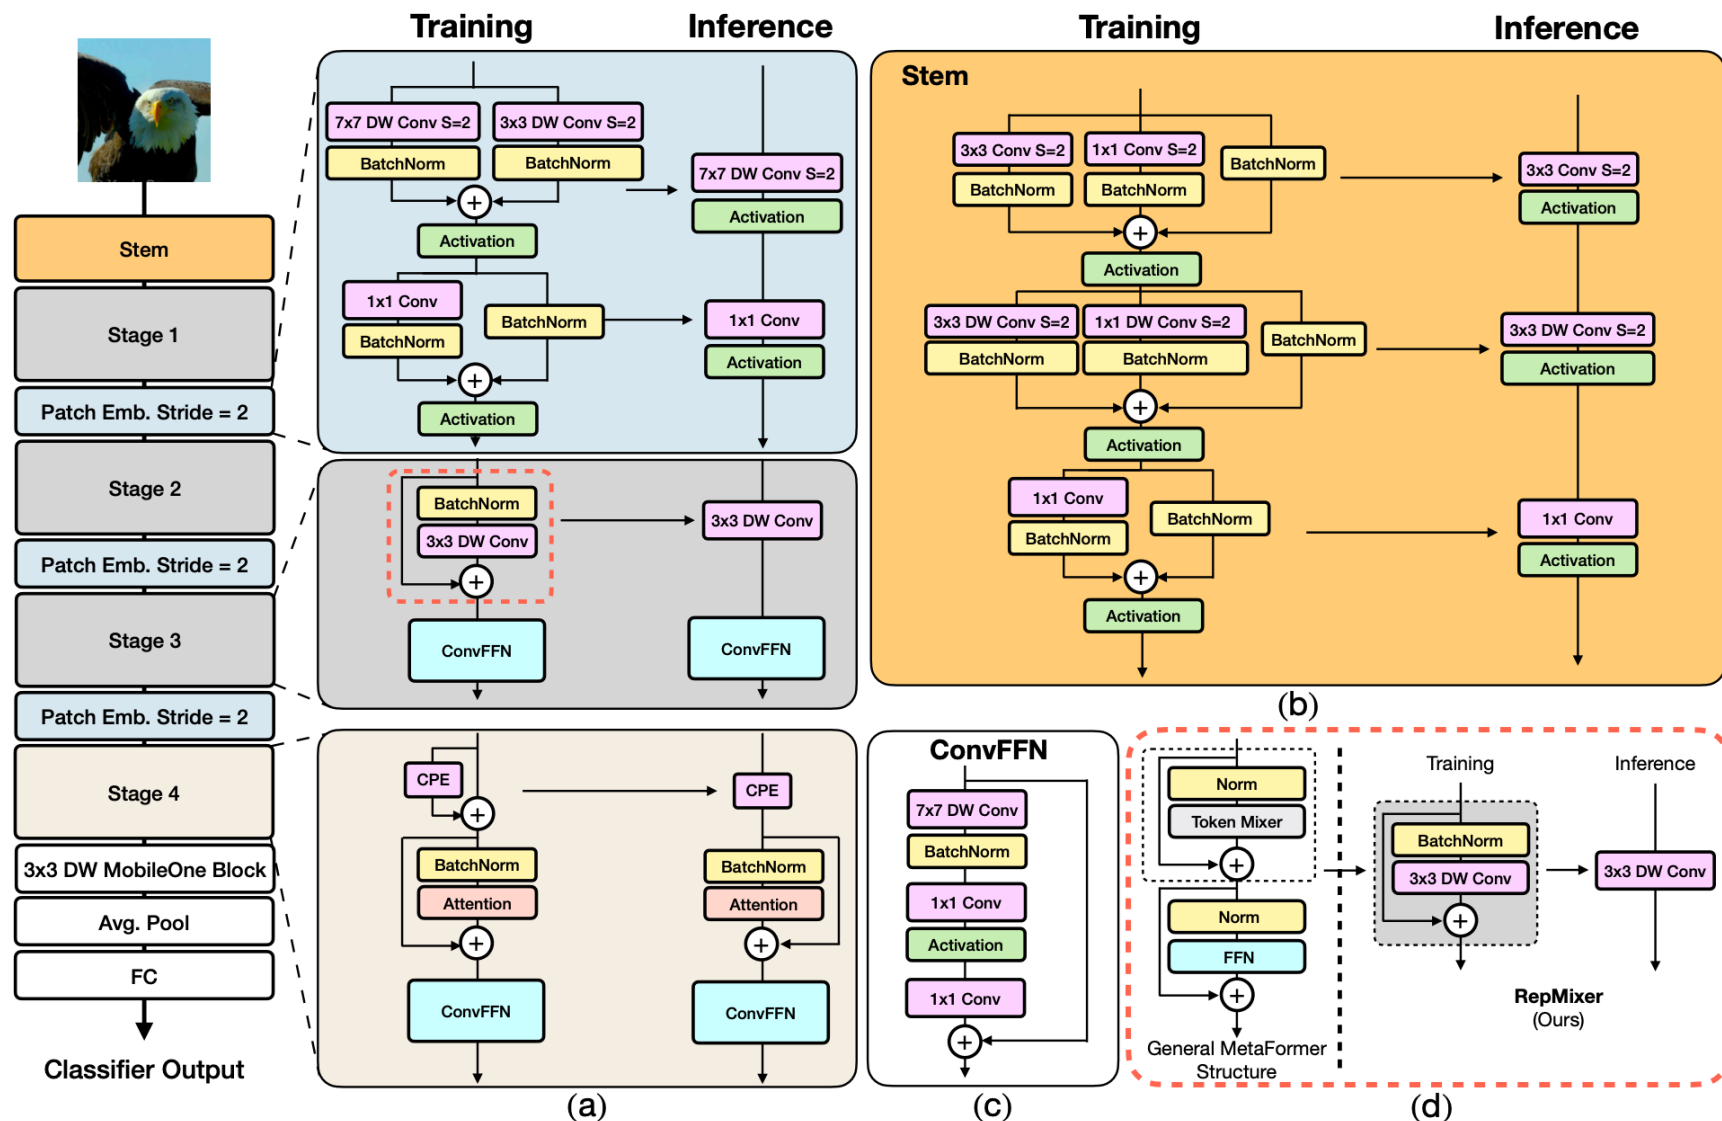 Training
Inference
Training
Inference
Stem
Stage 1
Patch Emb. Stride = 2
Stage 2
Patch Emb. Stride = 2
Stage 3
Patch Emb. Stride = 2
Stage 4
3x3 DW MobileOne Block
Avg. Pool
FC
Classifier Output
7x7 DW Conv S=2
3x3 DW Conv S=2
BatchNorm
BatchNorm
+
Activation
1x1 Conv
BatchNorm
BatchNorm
+
Activation
7x7 DW Conv S=2
Activation
1x1 Conv
Activation
BatchNorm
3x3 DW Conv
+
ConvFFN
3x3 DW Conv
ConvFFN
CPE
+
BatchNorm
Attention
+
ConvFFN
CPE
BatchNorm
Attention
+
ConvFFN
(a)
Stem
3x3 Conv S=2
1x1 Conv S=2
BatchNorm
BatchNorm
BatchNorm
+
Activation
3x3 DW Conv S=2
1x1 DW Conv S=2
BatchNorm
BatchNorm
BatchNorm
+
Activation
1x1 Conv
BatchNorm
BatchNorm
+
Activation
3x3 Conv S=2
Activation
3x3 DW Conv S=2
Activation
1x1 Conv
Activation
(b)
ConvFFN
7x7 DW Conv
BatchNorm
1x1 Conv
Activation
1x1 Conv
+
(c)
Norm
Token Mixer
+
Norm
FFN
+
General MetaFormer
Structure
Training
BatchNorm
3x3 DW Conv
+
Inference
3x3 DW Conv
RepMixer
(Ours)
(d)